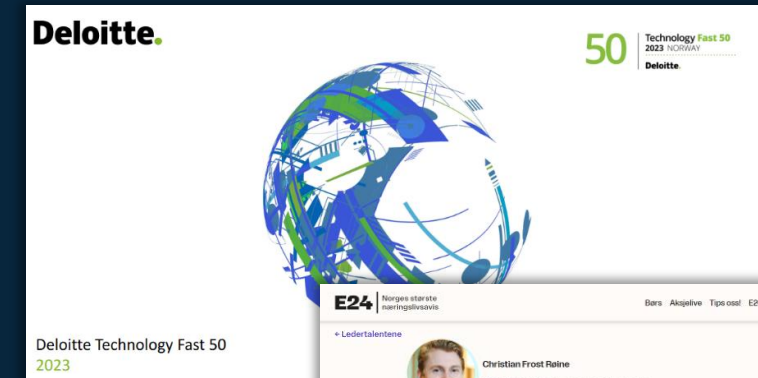 Deloitte.
50
Technology Fast 50
2023 NORWAY
Deloitte.
E24
Norges største
næringslivsavis
Børs Aksjelive Tips oss! E2
← Ledertalentene
Christian Frost Røine
Deloitte Technology Fast 50
2023